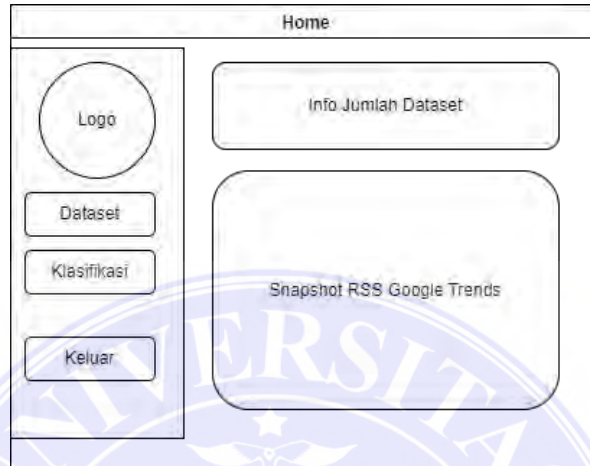 Home
Logo
Info Jumlah Dataset
Dataset
Klasifikasi
Snapshot RSS Google Trends
Keluar